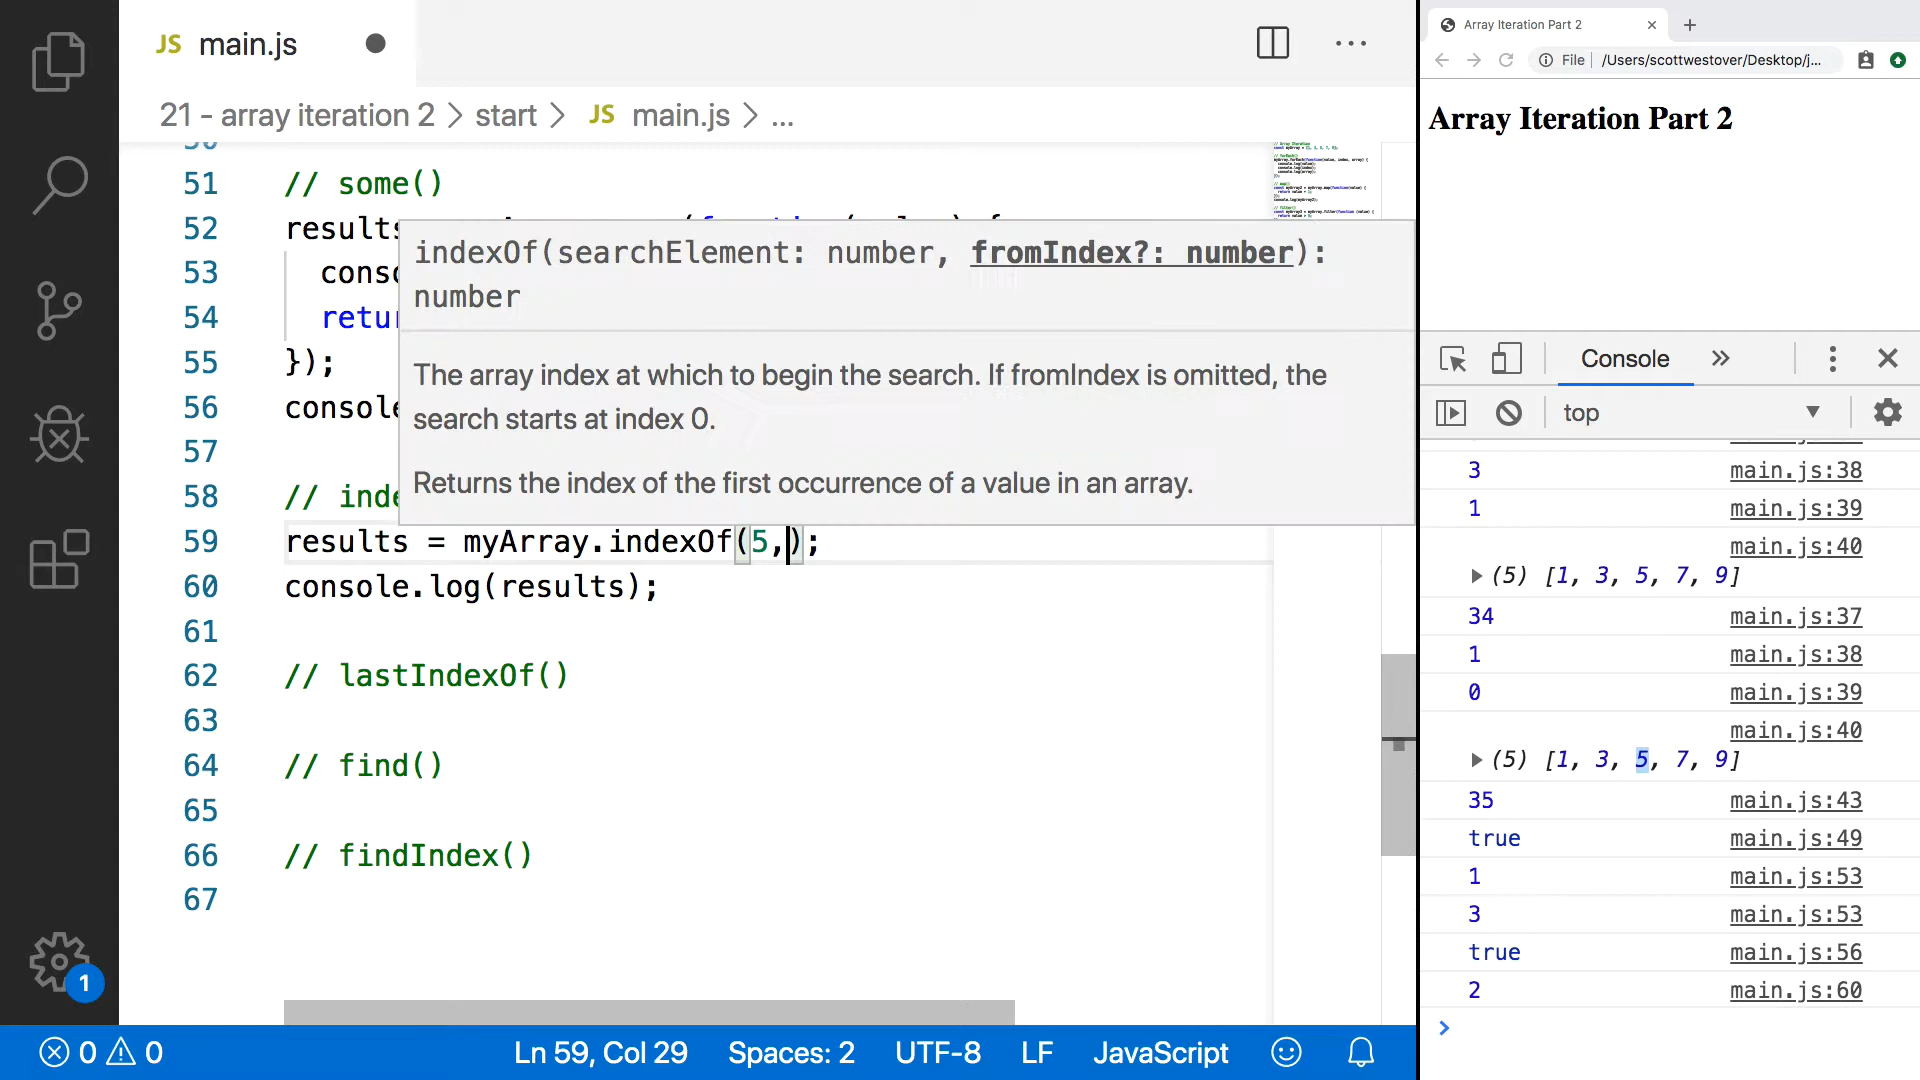 JS main.js
21 - array iteration 2 > start > JS main.js > ...
51 // some()
52 results
53 conso
54 retur
55 });
56 console
57
58 // inde
59 results = myArray.indexOf(5,);
60 console.log(results);
61
62 // lastIndexOf()
63
64 // find()
65
66 // findIndex()
67
indexOf(searchElement: number, fromIndex?: number):
number
The array index at which to begin the search. If fromIndex is omitted, the
search starts at index 0.
Returns the index of the first occurrence of a value in an array.
1
0 0
Ln 59, Col 29 Spaces: 2 UTF-8 LF JavaScript
Array Iteration Part 2
File /Users/scottwestover/Desktop/j...
Array Iteration Part 2
Console
top
3 main.js:38
1 main.js:39
main.js:40
(5) [1, 3, 5, 7, 9]
34 main.js:37
1 main.js:38
0 main.js:39
main.js:40
(5) [1, 3, 5, 7, 9]
35 main.js:43
true main.js:49
1 main.js:53
3 main.js:53
true main.js:56
2 main.js:60